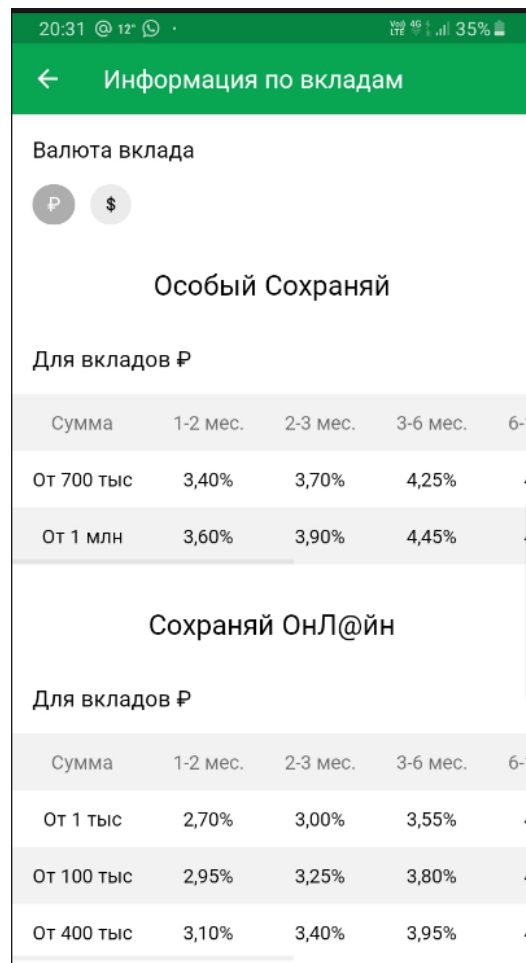 20:31 @ 12° ·
VoLTE 4G 35%
Информация по вкладам
Валюта вклада
₽ $
Особый Сохраняй
Для вкладов ₽
Сумма 1-2 мес. 2-3 мес. 3-6 мес. 6-
От 700 тыс 3,40% 3,70% 4,25%
От 1 млн 3,60% 3,90% 4,45%
Сохраняй ОнЛ@йн
Для вкладов ₽
Сумма 1-2 мес. 2-3 мес. 3-6 мес. 6-
От 1 тыс 2,70% 3,00% 3,55%
От 100 тыс 2,95% 3,25% 3,80%
От 400 тыс 3,10% 3,40% 3,95%